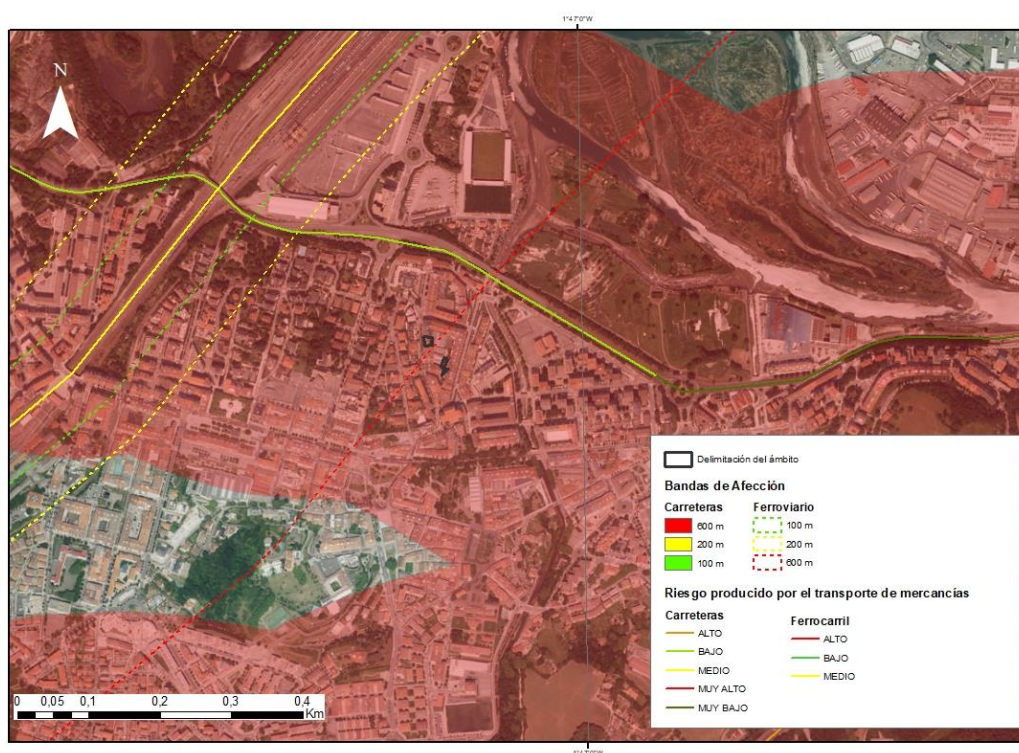 1°47'0"W
N
Delimitación del ámbito
Bandas de Afección
Carreteras
600 m
200 m
100 m
Ferroviario
100 m
200 m
600 m
Riesgo producido por el transporte de mercancías
Carreteras
ALTO
BAJO
MEDIO
MUY ALTO
MUY BAJO
Ferrocarril
ALTO
BAJO
MEDIO
0 0,05 0,1 0,2 0,3 0,4
Km